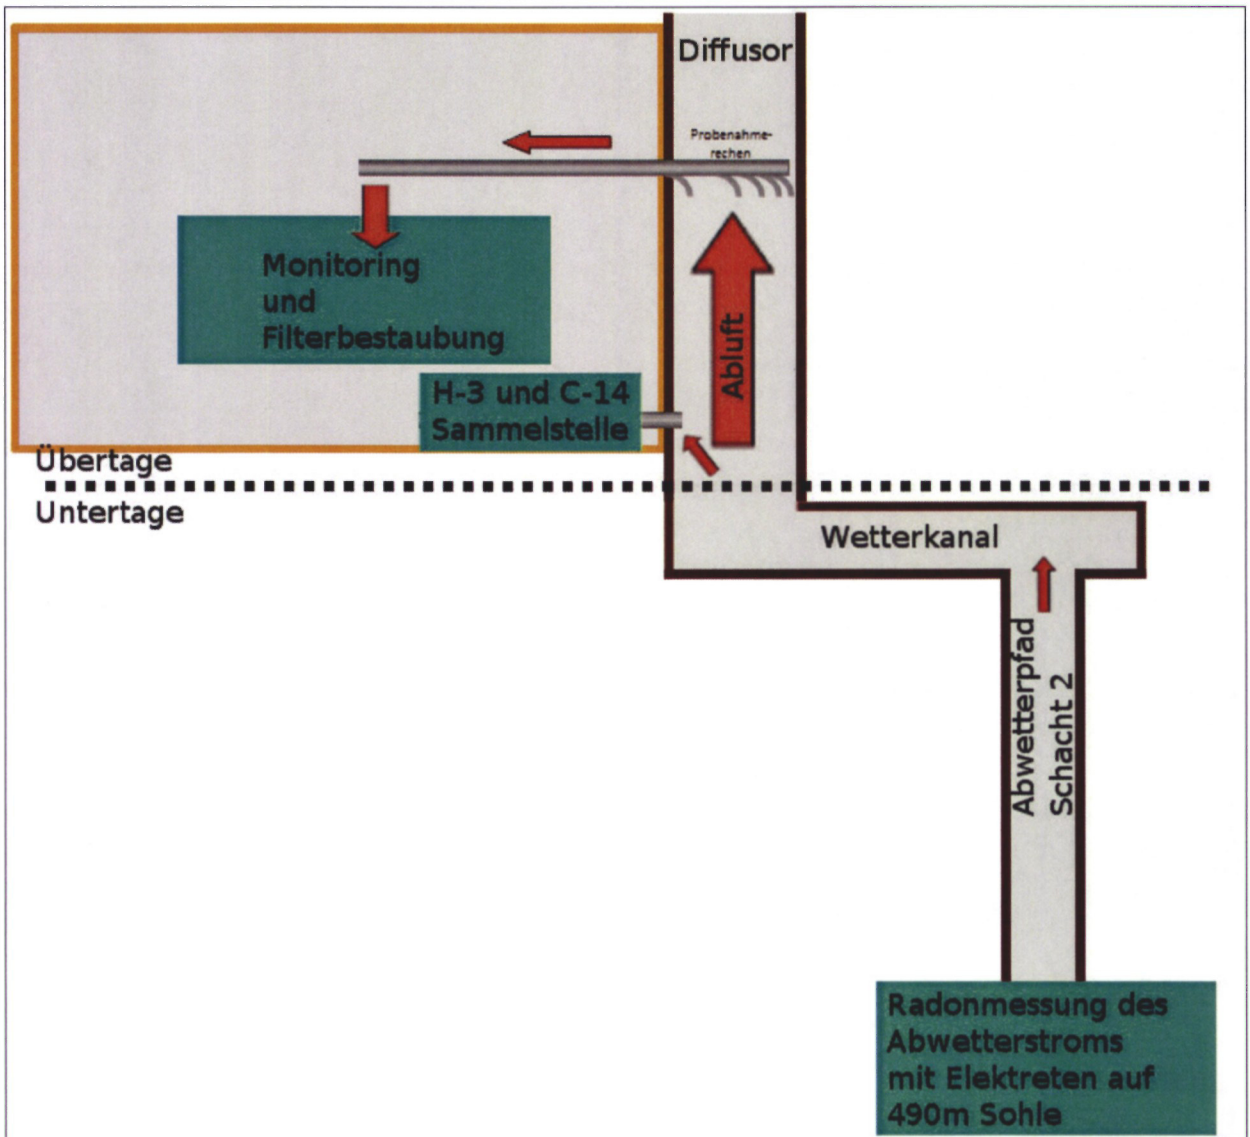 Diffusor
Probenahme-
rechen
Monitoring
und
Filterbestaubung
Abluft
H-3 und C-14
Sammelstelle
Übertage
Untertage
Wetterkanal
Abwetterpfad
Schacht 2
Radonmessung des
Abwetterstroms
mit Elektreten auf
490m Sohle